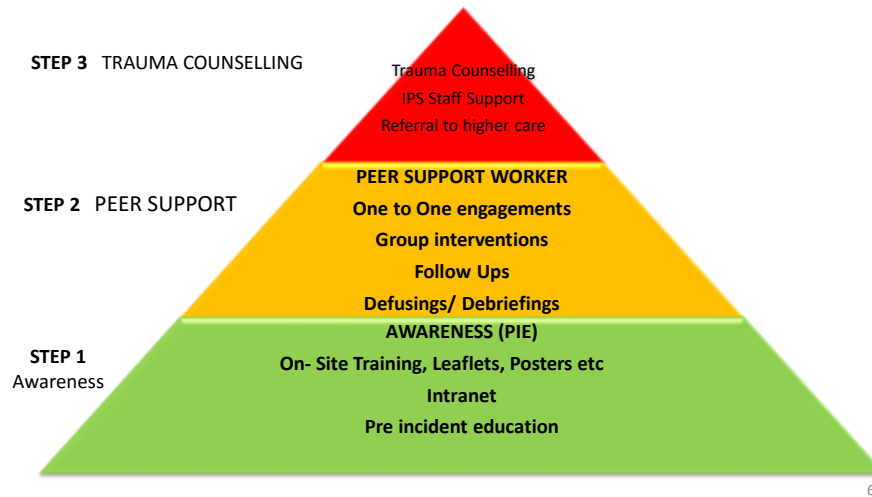 STEP 3 TRAUMA COUNSELLING
Trauma Counselling
IPS Staff Support
Referral to higher care
STEP 2 PEER SUPPORT
PEER SUPPORT WORKER
One to One engagements
Group interventions
Follow Ups
Defusings/ Debriefings
STEP 1
Awareness
AWARENESS (PIE)
On- Site Training, Leaflets, Posters etc
Intranet
Pre incident education
6